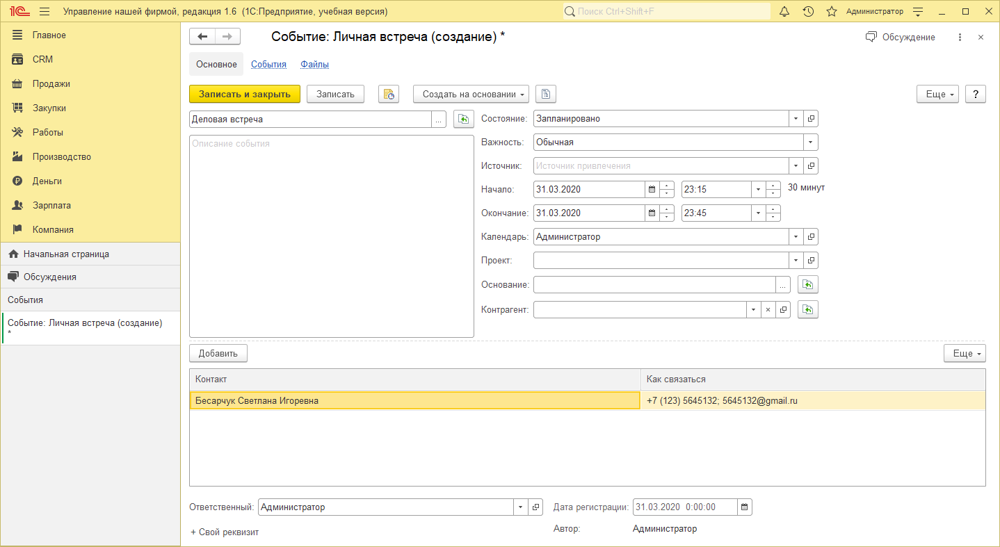 1С Управление нашей фирмой, редакция 1.6 (1С:Предприятие, учебная версия) Поиск Ctrl+Shift+F Администратор
Главное
CRM
Продажи
Закупки
Работы
Производство
Деньги
Зарплата
Компания
Начальная страница
Обсуждения
События
Событие: Личная встреча (создание)
*
Событие: Личная встреча (создание) *
Обсуждение
Основное События Файлы
Записать и закрыть Записать Создать на основании Еще ?
Деловая встреча ...
Описание события
Состояние: Запланировано
Важность: Обычная
Источник: Источник привлечения
Начало: 31.03.2020 23:15 30 минут
Окончание: 31.03.2020 23:45
Календарь: Администратор
Проект:
Основание: ...
Контрагент:
Добавить Еще
Контакт Как связаться
Бесарчук Светлана Игоревна +7 (123) 5645132; 5645132@gmail.ru
Ответственный: Администратор Дата регистрации: 31.03.2020 0:00:00
+ Свой реквизит Автор: Администратор